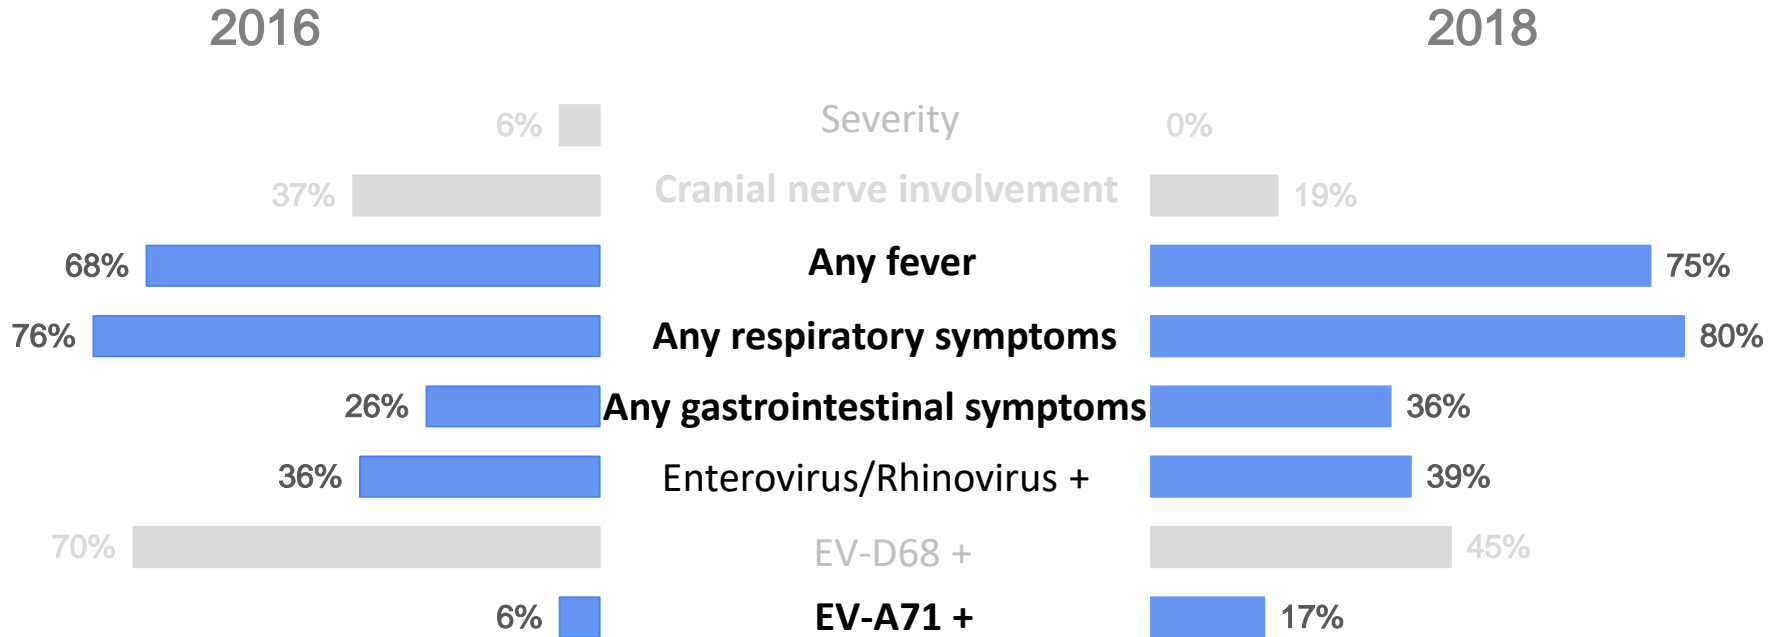 2016 2018
6% Severity 0%
37% Cranial nerve involvement 19%
68% Any fever 75%
76% Any respiratory symptoms 80%
26% Any gastrointestinal symptoms 36%
36% Enterovirus/Rhinovirus + 39%
70% EV-D68 + 45%
6% EV-A71 + 17%